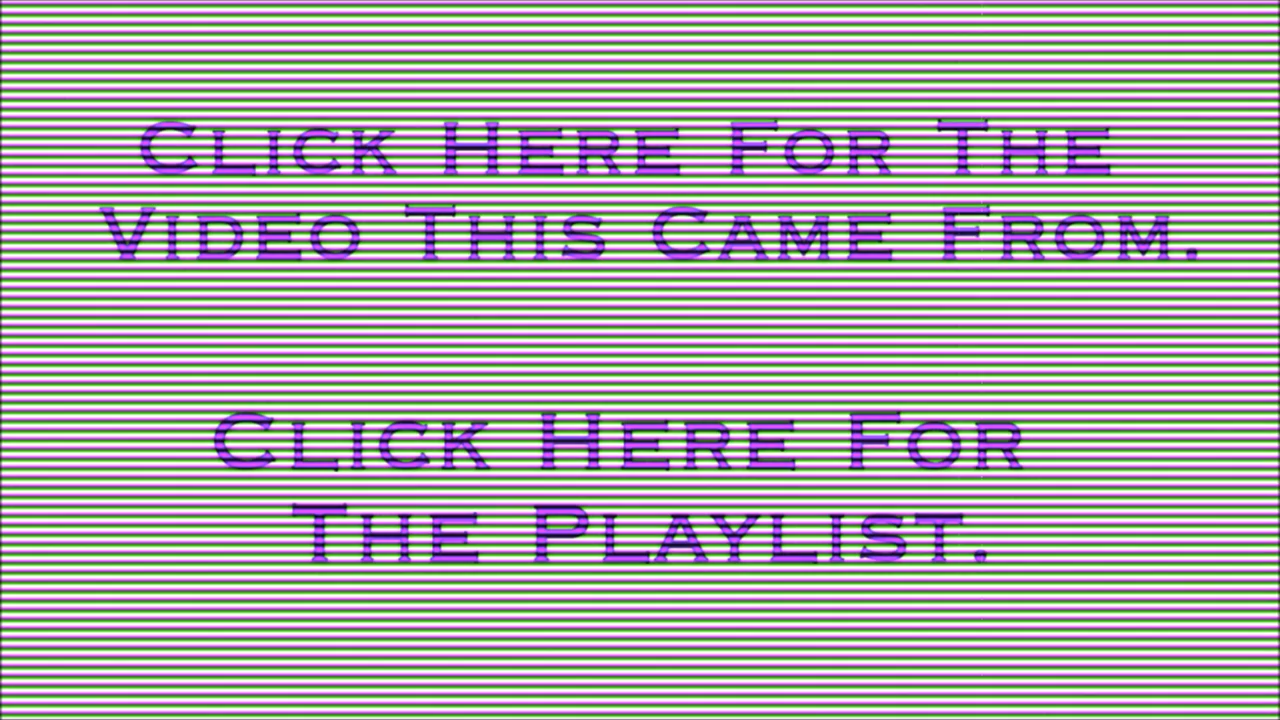 Click Here For The
Video This Came From.
Click Here For
The Playlist.